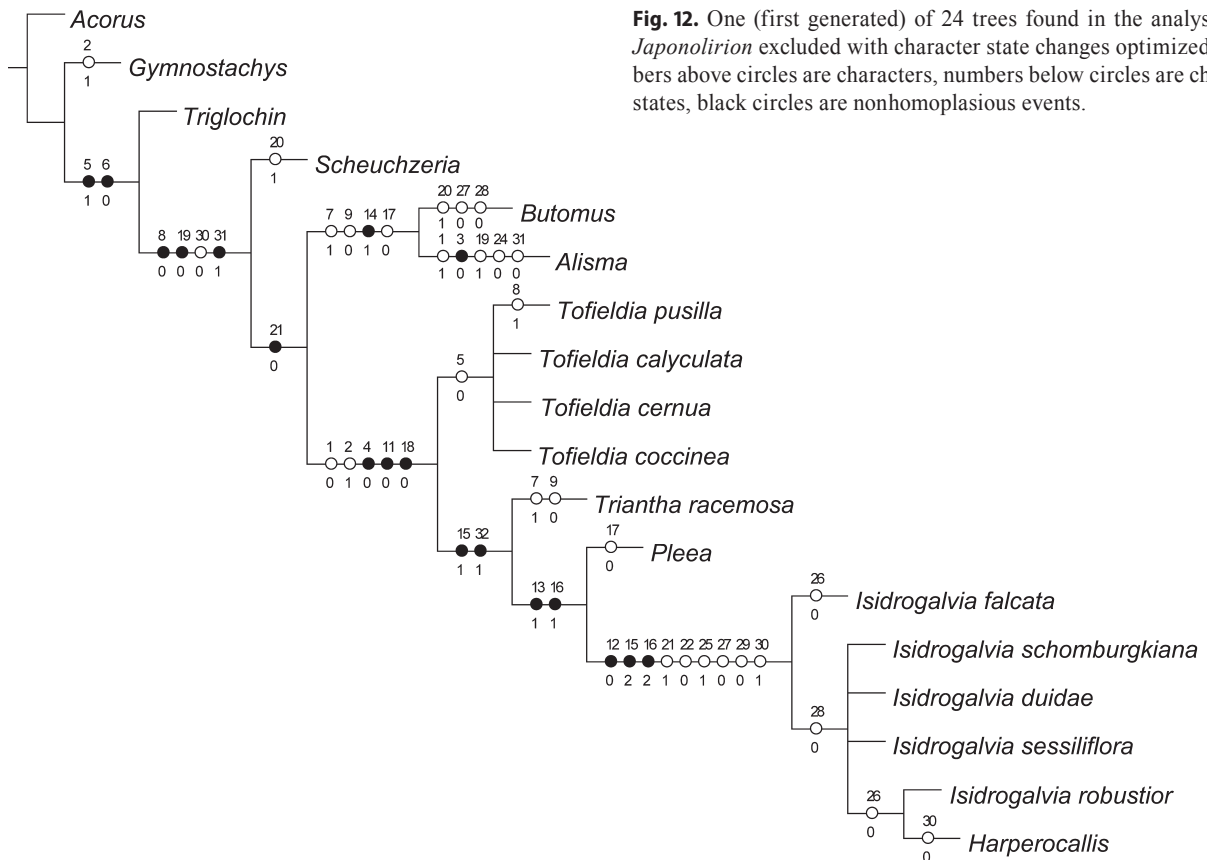 Fig. 12. One (first generated) of 24 trees found in the analys
Japonolirion excluded with character state changes optimized
bers above circles are characters, numbers below circles are ch
states, black circles are nonhomoplasious events.
Acorus
2
1
Gymnostachys
Triglochin
5 6
1 0
20
1
Scheuchzeria
8 19 30 31
0 0 0 1
7 9 14 17
1 0 1 0
20 27 28
1 0 0
Butomus
1 3 19 24 31
1 0 1 0 0
Alisma
21
0
8
1
Tofieldia pusilla
Tofieldia calyculata
5
0
Tofieldia cernua
Tofieldia coccinea
1 2 4 11 18
0 1 0 0 0
7 9
1 0
Triantha racemosa
15 32
1 1
17
0
Pleea
13 16
1 1
26
0
Isidrogalvia falcata
12 15 16 21 22 25 27 29 30
0 2 2 1 0 1 0 0 1
Isidrogalvia schomburgkiana
Isidrogalvia duidae
28
0
Isidrogalvia sessiliflora
26
0
Isidrogalvia robustior
30
0
Harperocallis